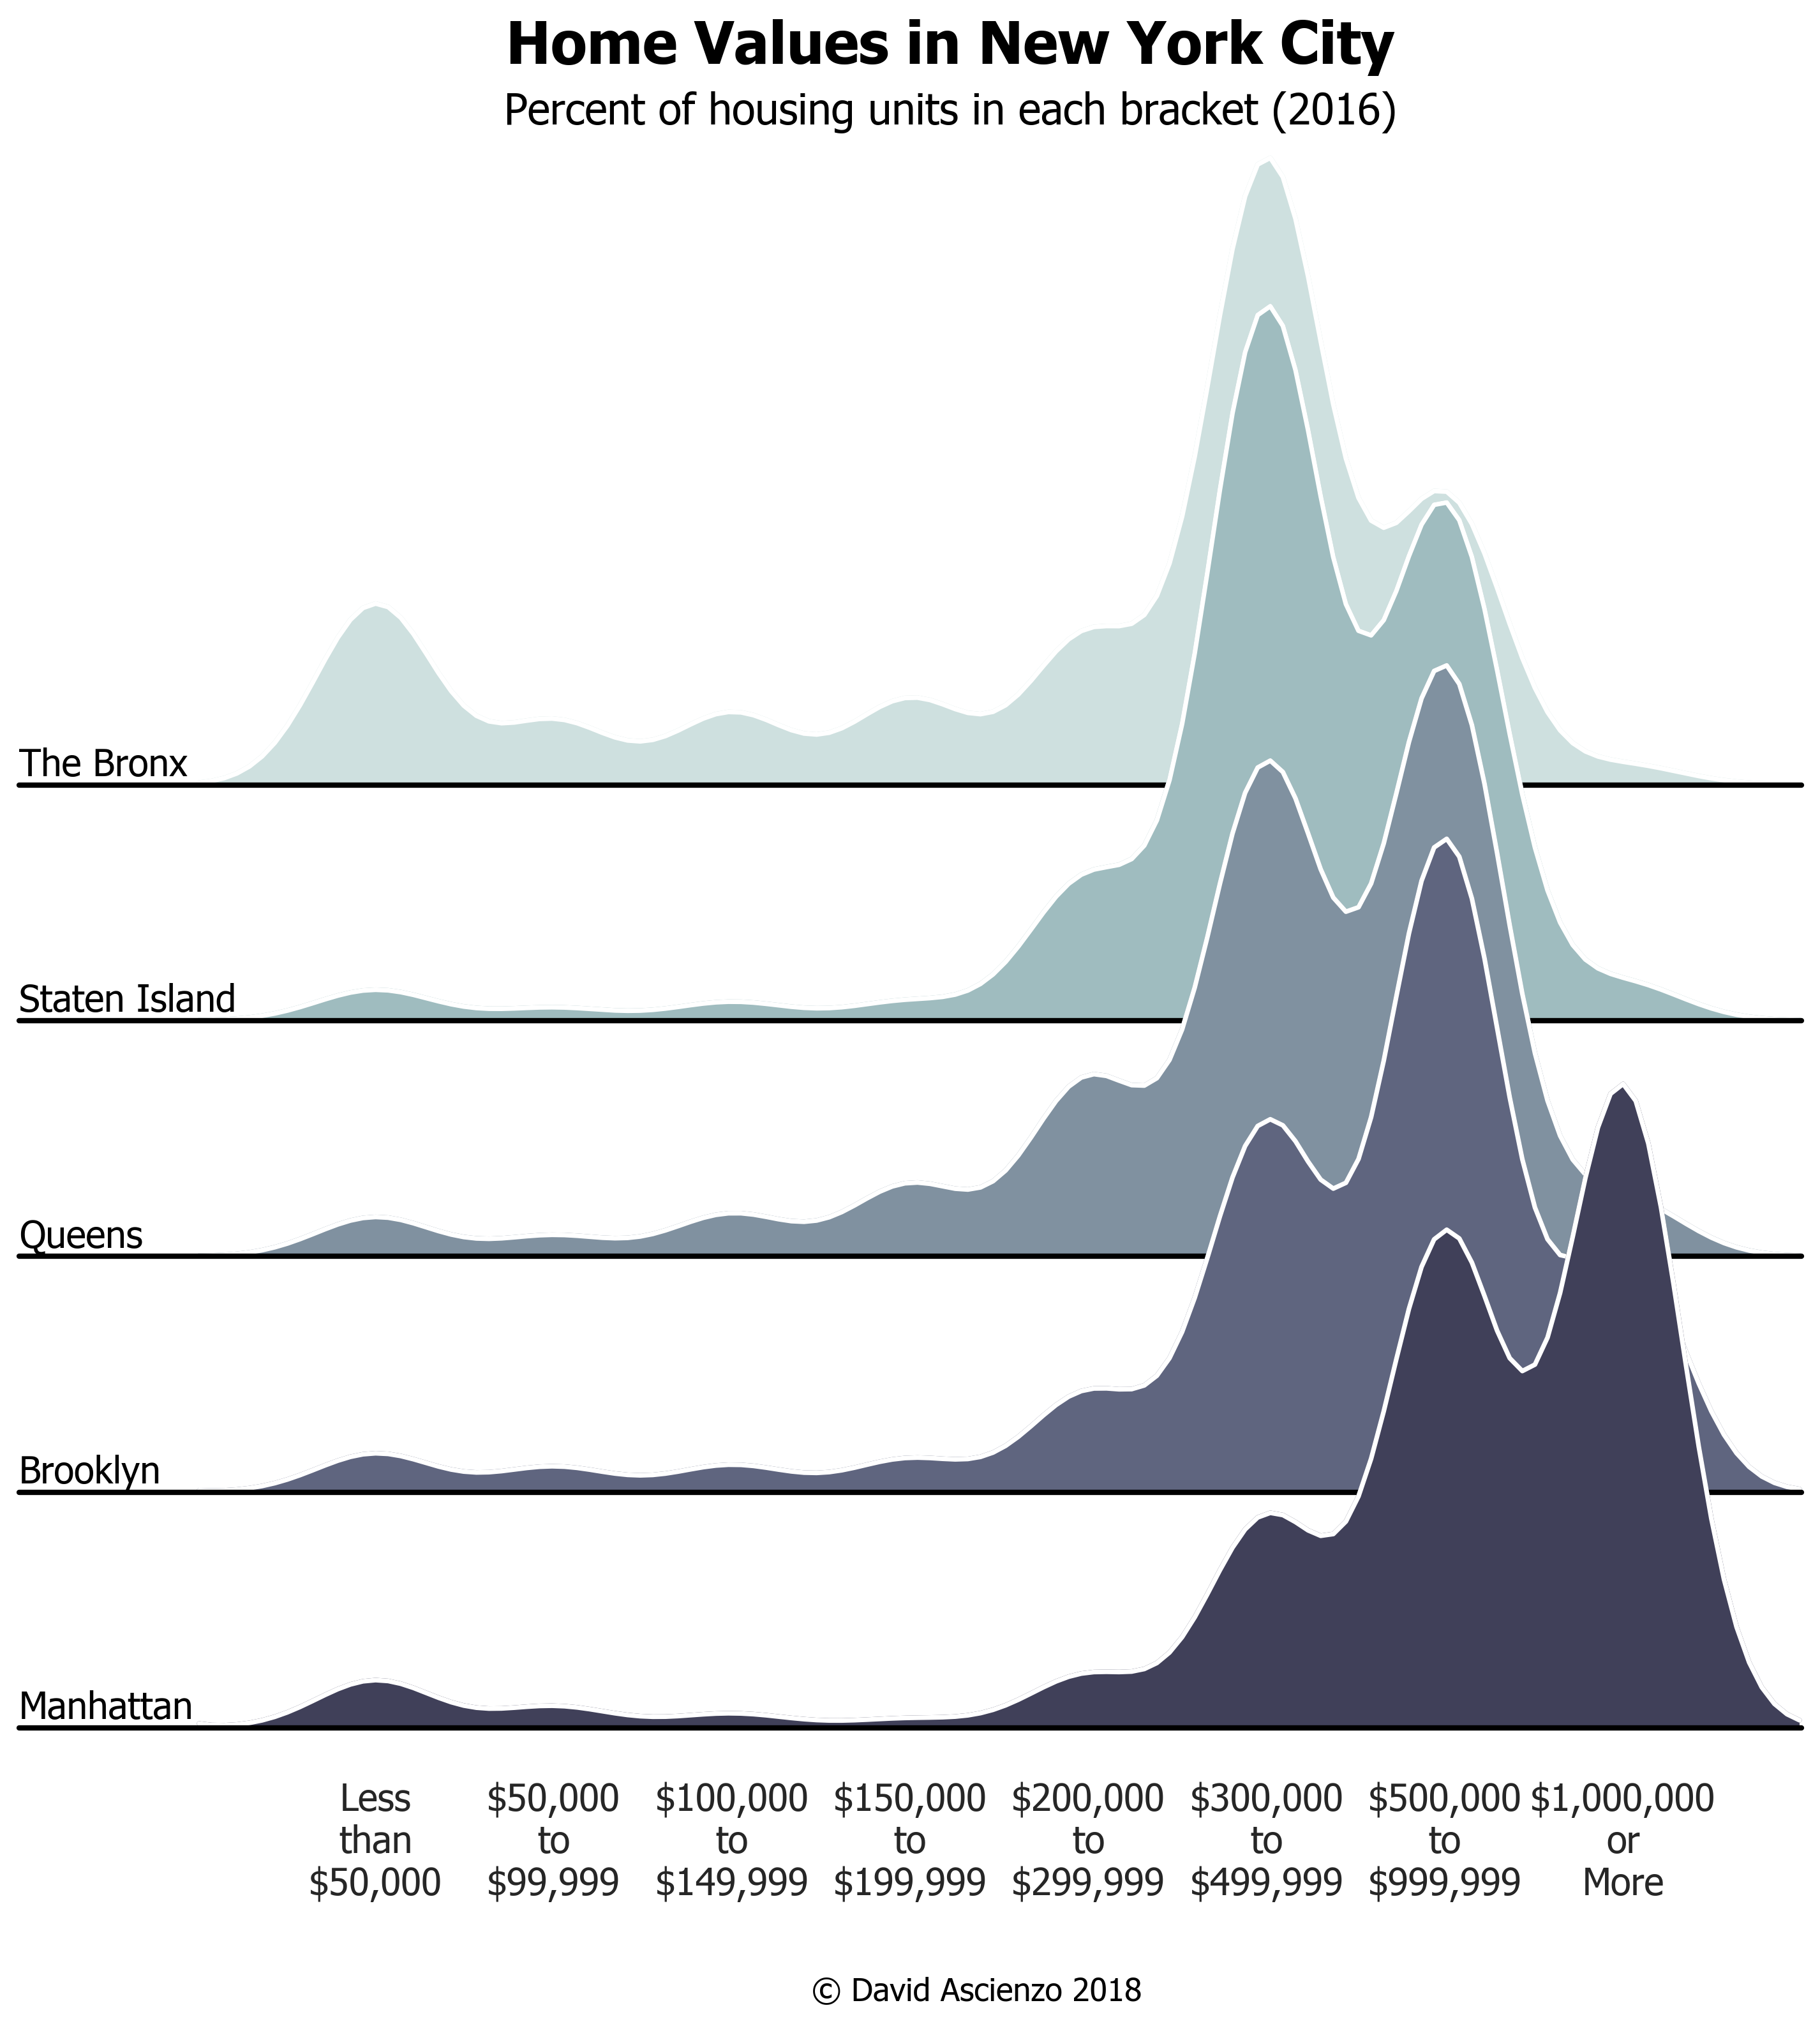 Home Values in New York City
Percent of housing units in each bracket (2016)
The Bronx
Staten Island
Queens
Brooklyn
Manhattan
Less than $50,000
$50,000 to $99,999
$100,000 to $149,999
$150,000 to $199,999
$200,000 to $299,999
$300,000 to $499,999
$500,000 to $999,999
$1,000,000 or More
© David Ascienzo 2018